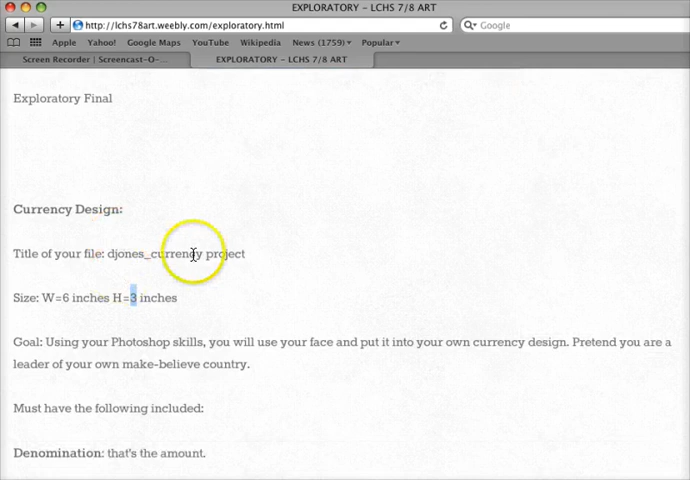 EXPLORATORY – LCHS 7/8 ART
http://lchs78art.weebly.com/exploratory.html
Google
Apple Yahoo! Google Maps YouTube Wikipedia News (1759) Popular
Screen Recorder | Screencast-O-... EXPLORATORY – LCHS 7/8 ART
Exploratory Final
Currency Design:
Title of your file: djones_currency project
Size: W=6 inches H=3 inches
Goal: Using your Photoshop skills, you will use your face and put it into your own currency design. Pretend you are a
leader of your own make-believe country.
Must have the following included:
Denomination: that's the amount.